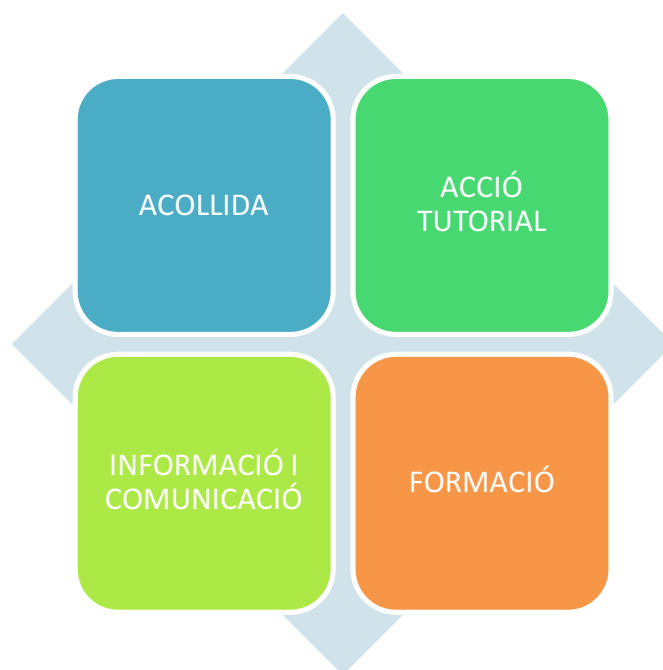 ACOLLIDA
ACCIÓ
TUTORIAL
INFORMACIÓ I
COMUNICACIÓ
FORMACIÓ